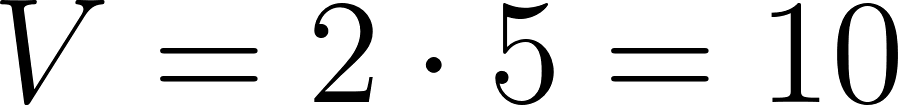 V = 2 · 5 = 10